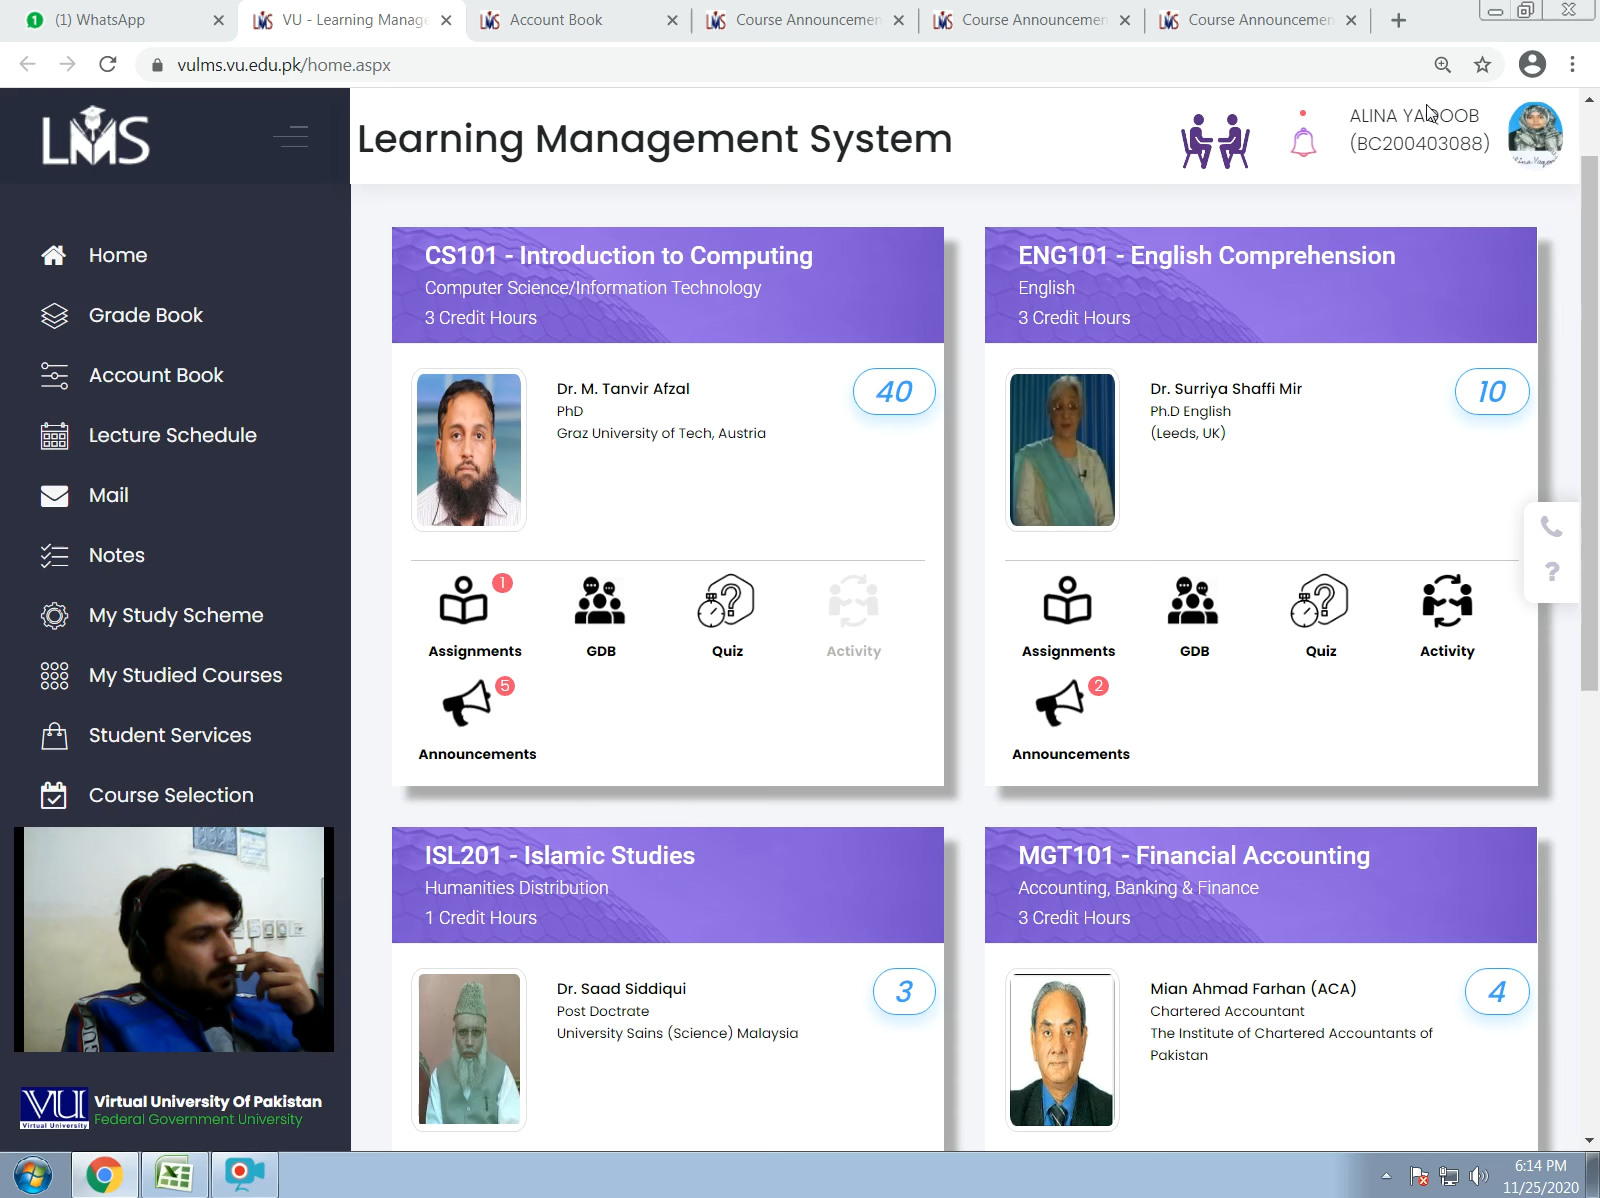 (1) WhatsApp
VU - Learning Manage
Account Book
Course Announcemen
Course Announcemen
Course Announcemen
vulms.vu.edu.pk/home.aspx
LMS
Learning Management System
ALINA YAQOOB
(BC200403088)
Home
Grade Book
Account Book
Lecture Schedule
Mail
Notes
My Study Scheme
My Studied Courses
Student Services
Course Selection
CS101 - Introduction to Computing
Computer Science/Information Technology
3 Credit Hours
Dr. M. Tanvir Afzal
PhD
Graz University of Tech, Austria
40
1
Assignments
GDB
Quiz
Activity
5
Announcements
ENG101 - English Comprehension
English
3 Credit Hours
Dr. Surriya Shaffi Mir
Ph.D English
(Leeds, UK)
10
Assignments
GDB
Quiz
Activity
2
Announcements
ISL201 - Islamic Studies
Humanities Distribution
1 Credit Hours
Dr. Saad Siddiqui
Post Doctrate
University Sains (Science) Malaysia
3
MGT101 - Financial Accounting
Accounting, Banking & Finance
3 Credit Hours
Mian Ahmad Farhan (ACA)
Chartered Accountant
The Institute of Chartered Accountants of
Pakistan
4
VU
Virtual University
Virtual University Of Pakistan
Federal Government University
6:14 PM
11/25/2020